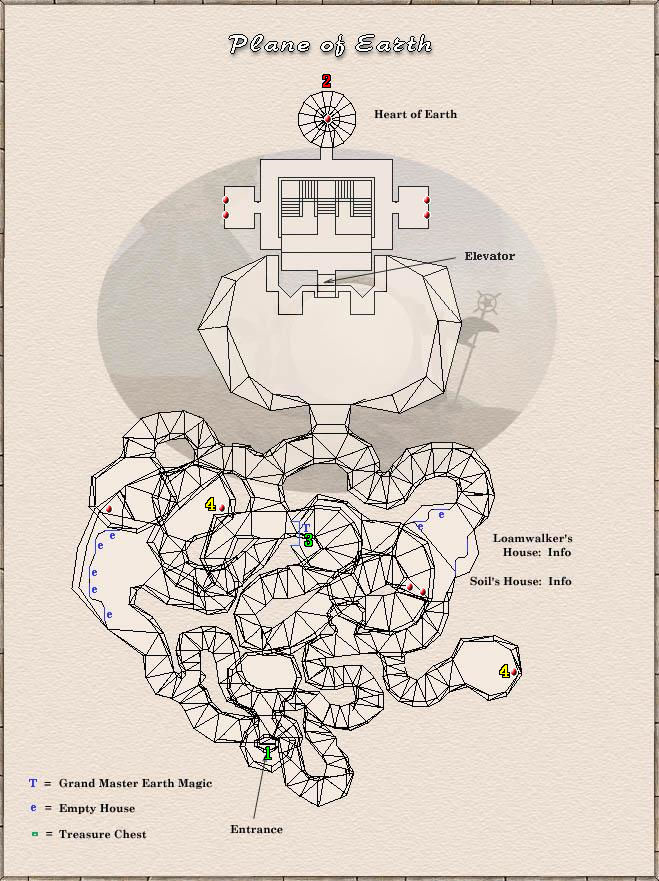 Plane of Earth
2
Heart of Earth
Elevator
4
T
3
e
e
e
e
Loamwalker's
House: Info
e
e
e
Soil's House: Info
4
1
T = Grand Master Earth Magic
e = Empty House
= Treasure Chest
Entrance